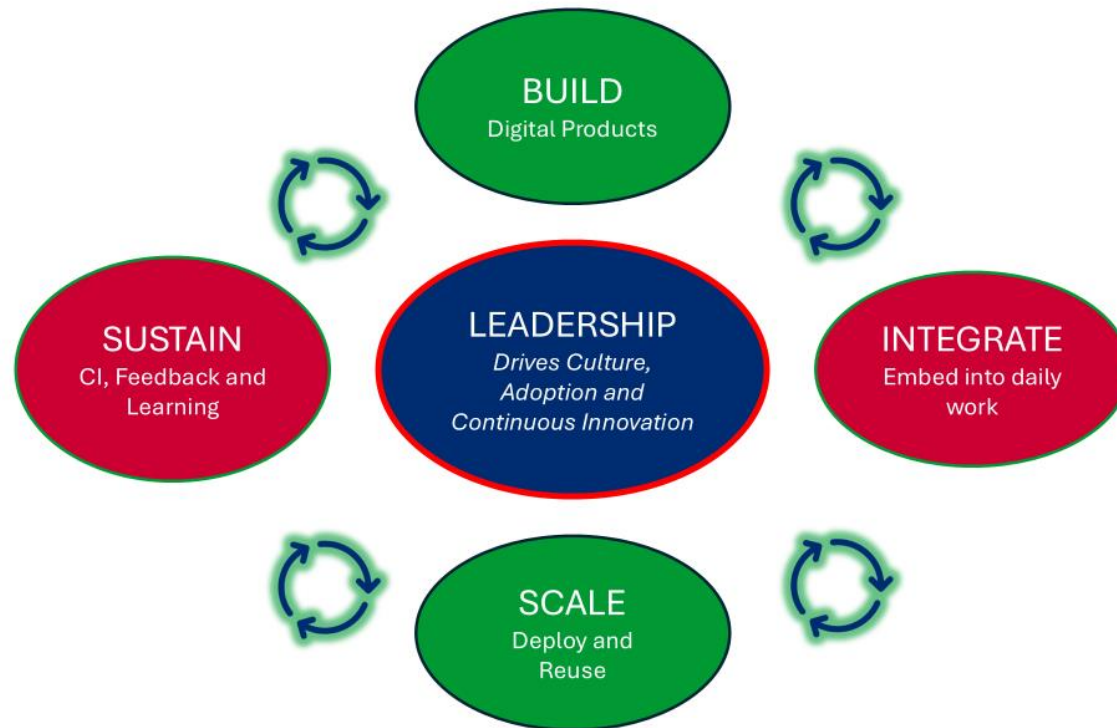 BUILD
Digital Products
SUSTAIN
CI, Feedback and
Learning
LEADERSHIP
Drives Culture,
Adoption and
Continuous Innovation
INTEGRATE
Embed into daily
work
SCALE
Deploy and
Reuse